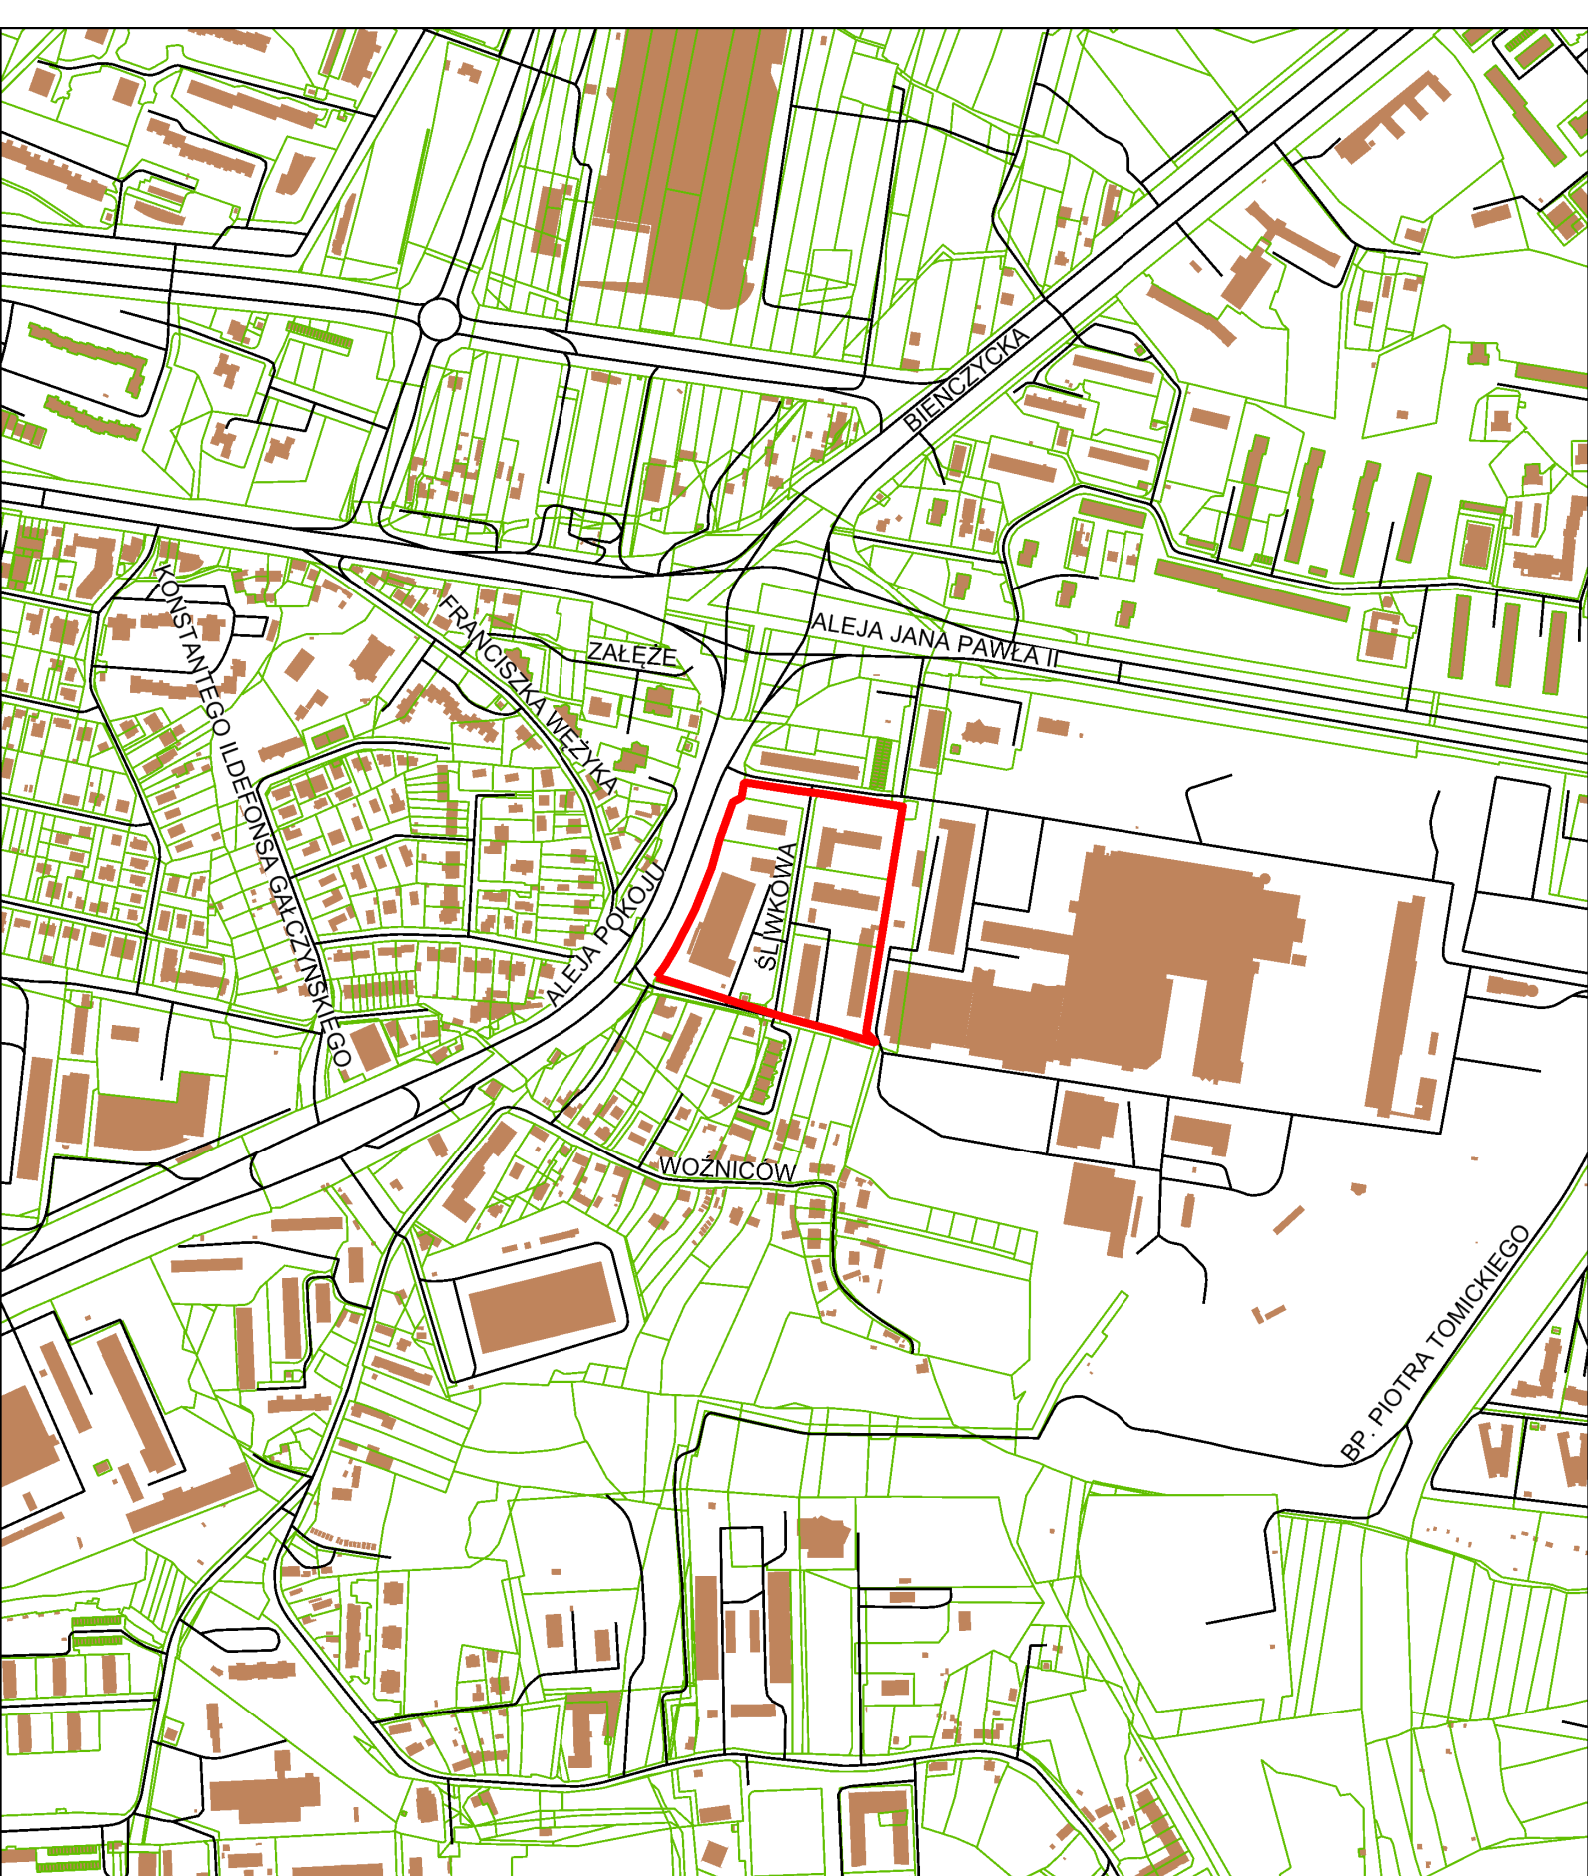 BIEŃCZYCKA
KONSTANTEGO ILDEFONSA GAŁCZYŃSKIEGO
FRANCISZKA WĘŻYKA
ZAŁĘŻE
ALEJA JANA PAWŁA II
ALEJA POKOJU
ŚLIWKOWA
WOŹNICÓW
BP. PIOTRA TOMICKIEGO